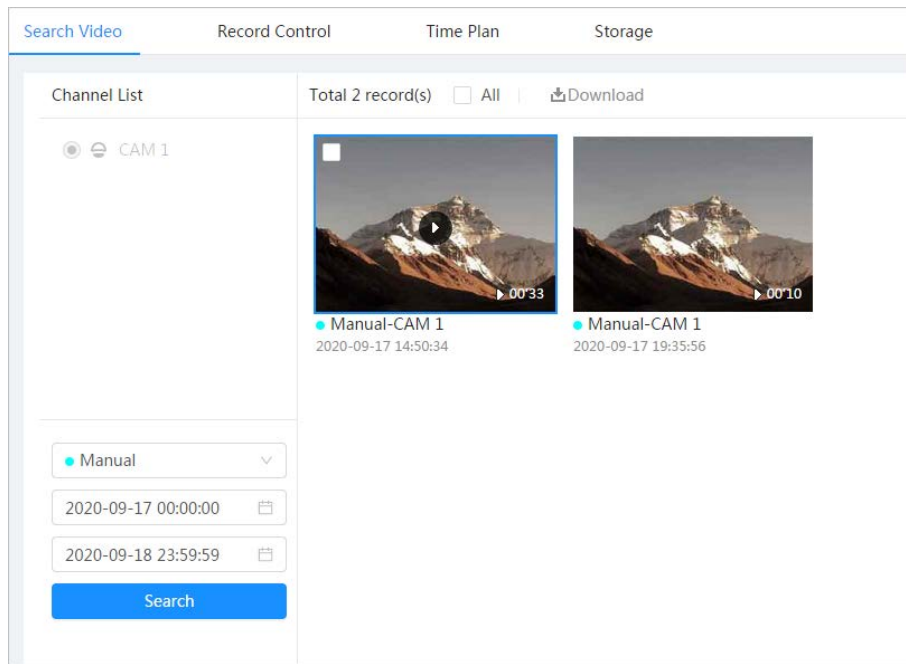 Search Video Record Control Time Plan Storage
Channel List
Total 2 record(s) All Download
CAM 1
00'33
00'10
Manual-CAM 1
2020-09-17 14:50:34
Manual-CAM 1
2020-09-17 19:35:56
Manual
2020-09-17 00:00:00
2020-09-18 23:59:59
Search